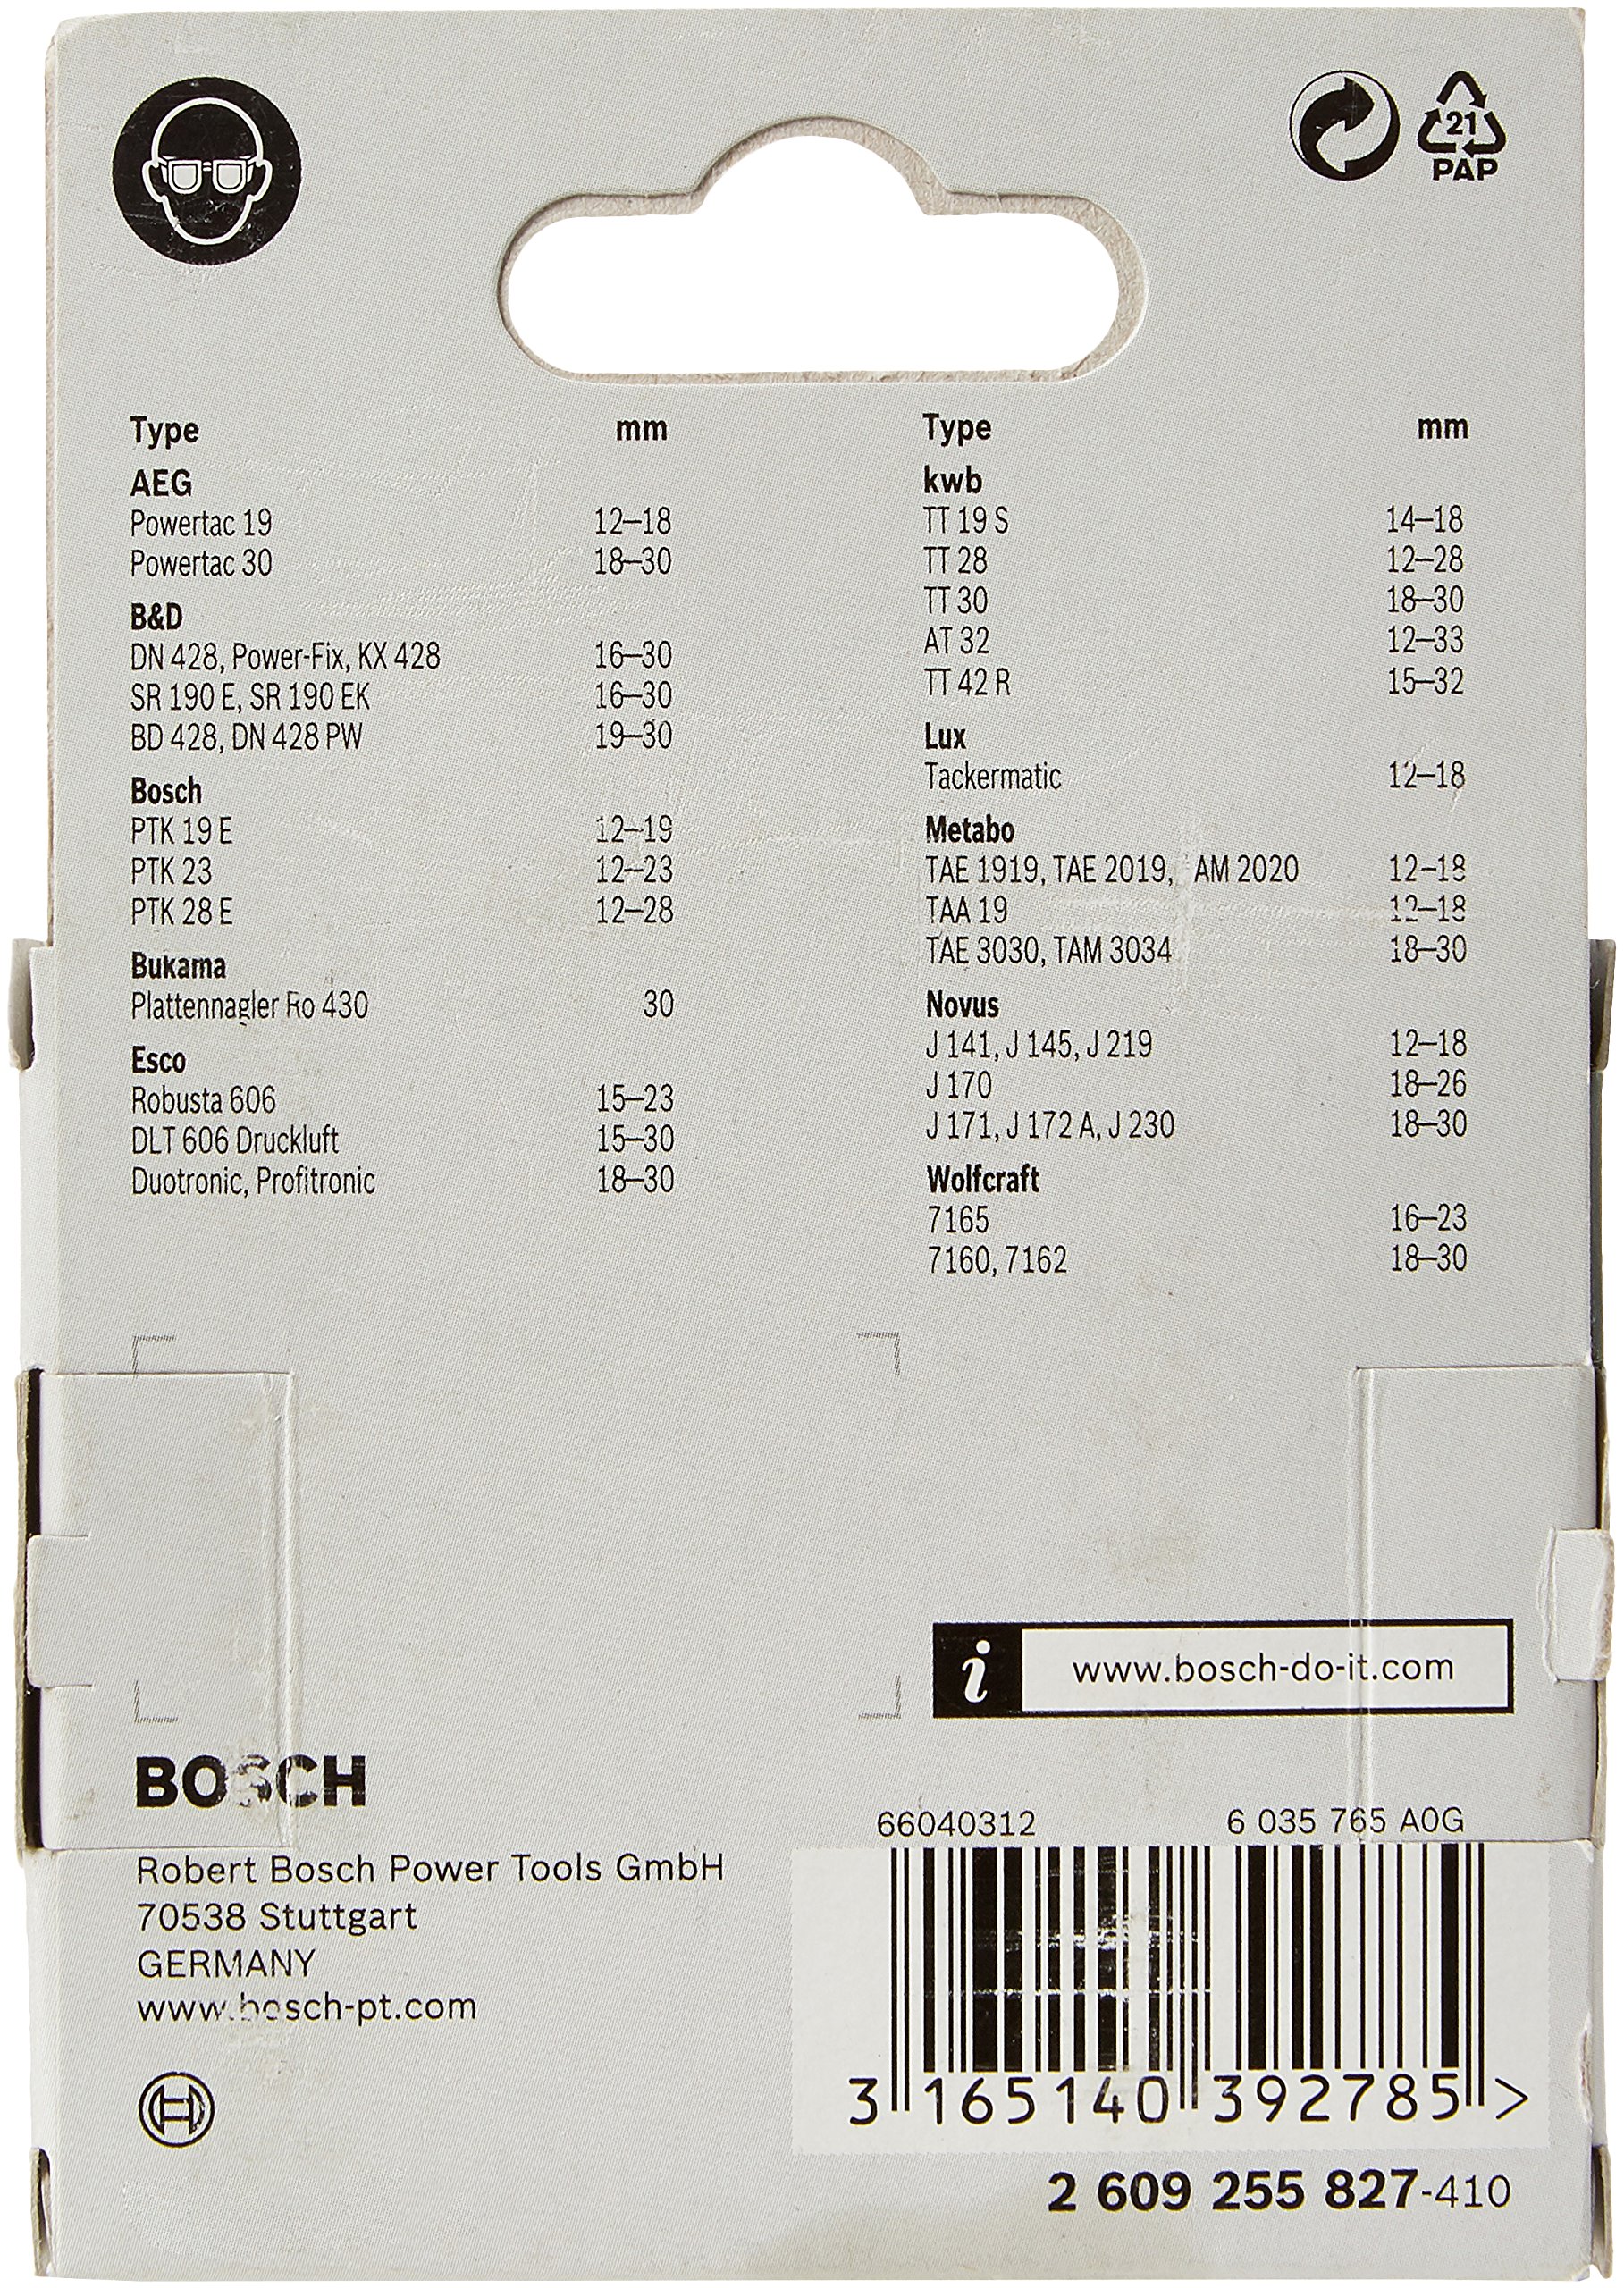 21
PAP
Type mm
AEG
Powertac 19 12–18
Powertac 30 18–30
B&D
DN 428, Power-Fix, KX 428 16–30
SR 190 E, SR 190 EK 16–30
BD 428, DN 428 PW 19–30
Bosch
PTK 19 E 12–19
PTK 23 12–23
PTK 28 E 12–28
Bukama
Plattennagler Ro 430 30
Esco
Robusta 606 15–23
DLT 606 Druckluft 15–30
Duotronic, Profitronic 18–30
Type mm
kwb
TT 19 S 14–18
TT 28 12–28
TT 30 18–30
AT 32 12–33
TT 42 R 15–32
Lux
Tackermatic 12–18
Metabo
TAE 1919, TAE 2019, AM 2020 12–18
TAA 19 12–18
TAE 3030, TAM 3034 18–30
Novus
J 141, J 145, J 219 12–18
J 170 18–26
J 171, J 172 A, J 230 18–30
Wolfcraft
7165 16–23
7160, 7162 18–30
i www.bosch-do-it.com
BOSCH
Robert Bosch Power Tools GmbH
70538 Stuttgart
GERMANY
www.bosch-pt.com
66040312 6 035 765 A0G
3 165140 392785 >
2 609 255 827-410